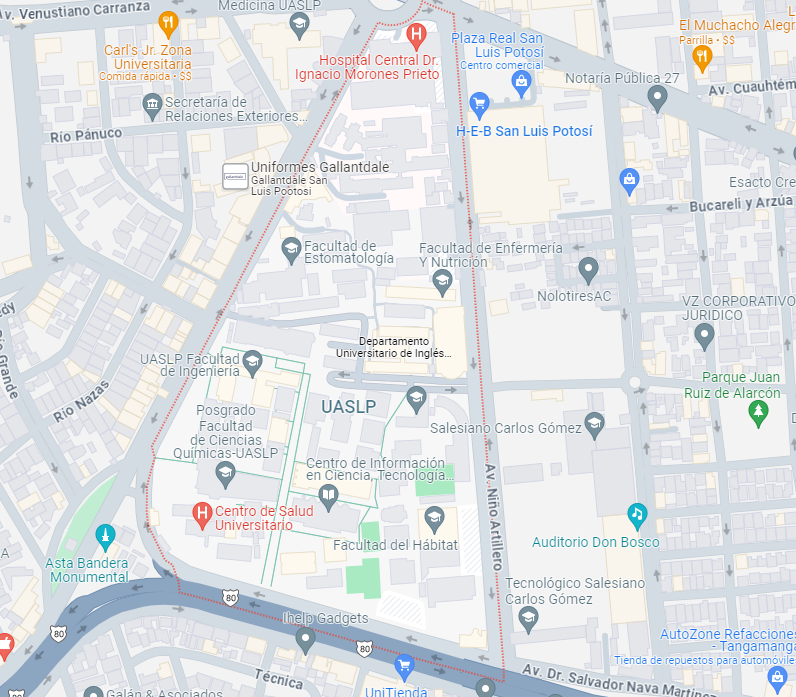 Medicina UASLP
Av. Venustiano Carranza
Carl's Jr. Zona
Universitaria
Comida rápida • $$
Hospital Central Dr.
Ignacio Morones Prieto
Plaza Real San
Luis Potosí
Centro comercial
El Muchacho Alegr
Parrilla • $$
Notaría Pública 27
Av. Cuauhtém
Secretaría de
Relaciones Exteriores...
Río Pánuco
H-E-B San Luis Potosí
Uniformes Gallantdale
Gallantdale San
Luis Pootosi
Esacto Cre
Bucareli y Arzúa
Facultad de
Estomatología
Facultad de Enfermería
Y Nutrición
NolotiresAC
VZ CORPORATIVO
JURIDICO
edy
Río Grande
Departamento
Universitario de Inglés...
UASLP Facultad
de Ingeniería
Río Nazas
Parque Juan
Ruiz de Alarcón
UASLP
Posgrado
Facultad
de Ciencias
Químicas-UASLP
Salesiano Carlos Gómez
Centro de Información
en Ciencia, Tecnología...
Av. Niño Artillero
Centro de Salud
Universitario
Facultad del Hábitat
Auditorio Don Bosco
A
Asta Bandera
Monumental
Tecnológico Salesiano
Carlos Gómez
80
Ihelp Gadgets
80
80
AutoZone Refacciones
- Tangamanga
Tienda de repuestos para automóvile
Av. Dr. Salvador Nava Martínez
Técnica
UniTienda
Galán & Asociados
80